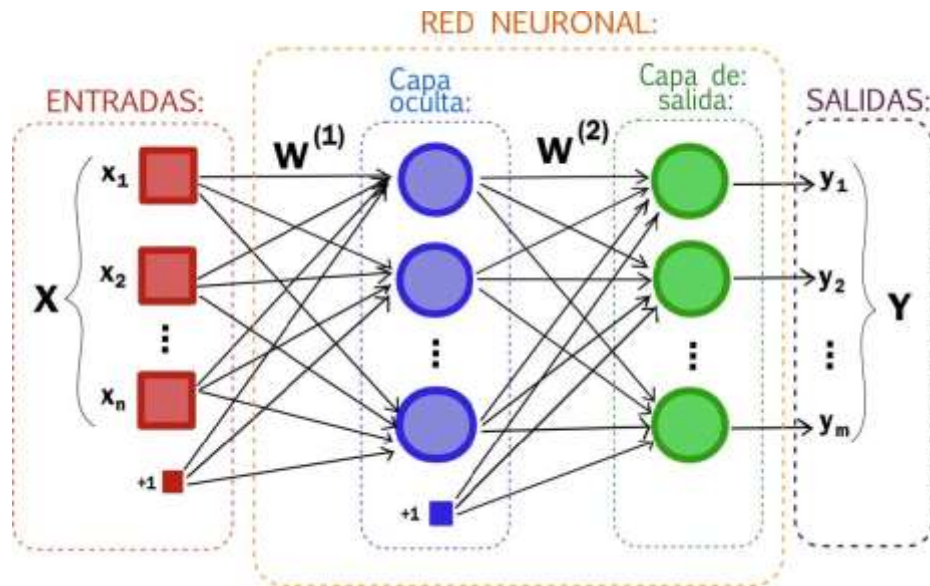 RED NEURONAL:
ENTRADAS:
Capa
oculta:
Capa de:
salida:
SALIDAS:
W(1)
W(2)
X
x1
x2
⋮
xn
+1
⋮
+1
⋮
y1
y2
⋮
ym
Y